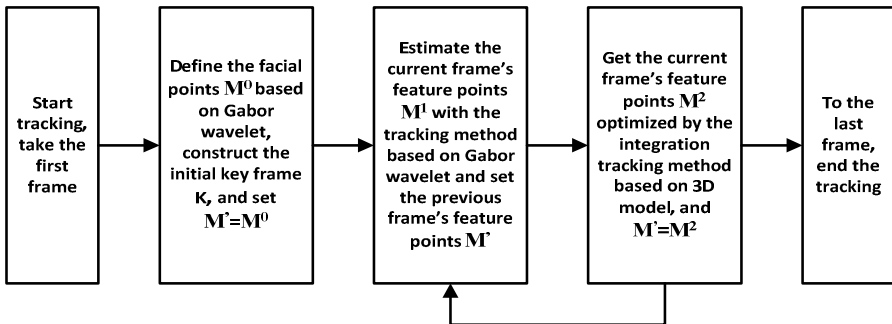 Start
tracking,
take the
first
frame
Define the facial
points M⁰ based
on Gabor
wavelet,
construct the
initial key frame
K, and set
M’=M⁰
Estimate the
current frame’s
feature points
M¹ with the
tracking method
based on Gabor
wavelet and set
the previous
frame’s feature
points M’
Get the current
frame’s feature
points M²
optimized by the
integration
tracking method
based on 3D
model, and
M’=M²
To the
last
frame,
end the
tracking